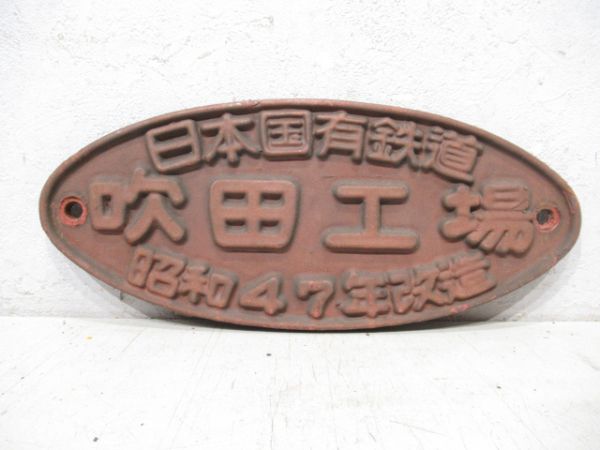 日本国有鉄道
吹田工場
昭和47年改造